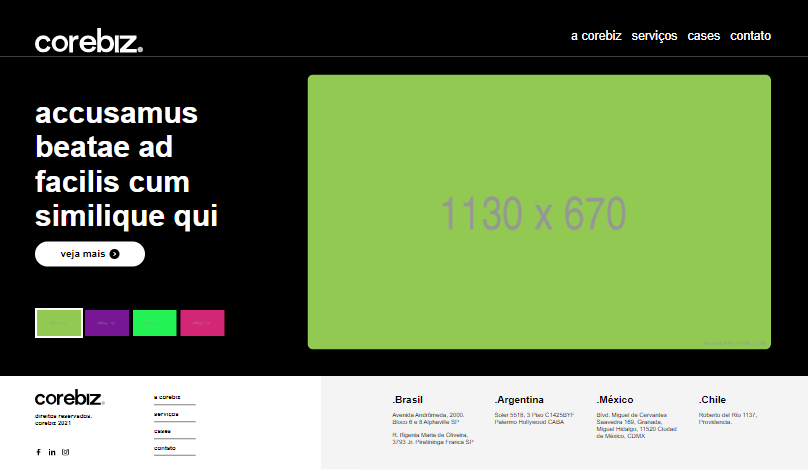 corebiz.
a corebiz serviços cases contato
accusamus
beatae ad
facilis cum
similique qui
veja mais
1130 x 670
corebiz.
direitos reservados.
corebiz 2021
a corebiz
serviços
cases
contato
.Brasil
Avenida Andrômeda, 2000.
Bloco 6 e 8 Alphaville SP
R. Ifigenia Maria de Oliveira,
3793 Jr. Piratininga Franca SP
.Argentina
Soler 5518, 3 Piso C1425BYF
Palermo Hollywood CABA
.México
Blvd. Miguel de Cervantes
Saavedra 169, Granada,
Miguel Hidalgo, 11520 Ciudad
de México, CDMX
.Chile
Roberto del Río 1137,
Providencia.